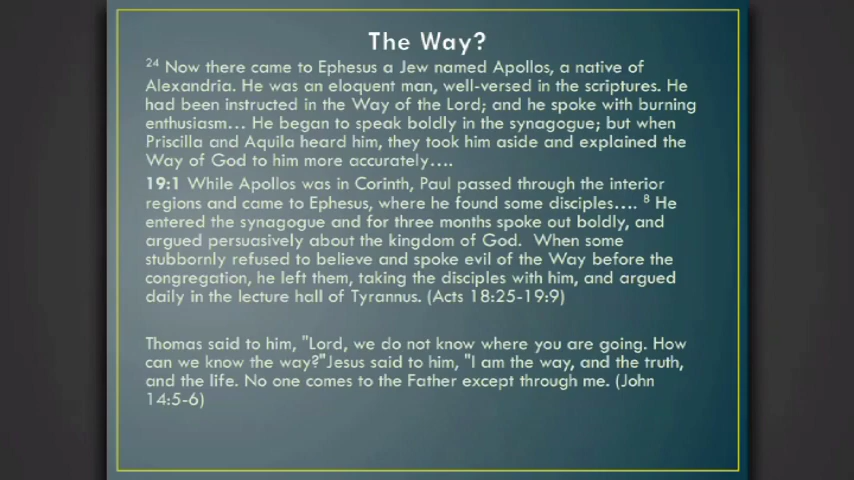 The Way?
24 Now there came to Ephesus a Jew named Apollos, a native of
Alexandria. He was an eloquent man, well-versed in the scriptures. He
had been instructed in the Way of the Lord; and he spoke with burning
enthusiasm... He began to speak boldly in the synagogue; but when
Priscilla and Aquila heard him, they took him aside and explained the
Way of God to him more accurately....
19:1 While Apollos was in Corinth, Paul passed through the interior
regions and came to Ephesus, where he found some disciples.... 8 He
entered the synagogue and for three months spoke out boldly, and
argued persuasively about the kingdom of God. When some
stubbornly refused to believe and spoke evil of the Way before the
congregation, he left them, taking the disciples with him, and argued
daily in the lecture hall of Tyrannus. (Acts 18:25-19:9)
Thomas said to him, "Lord, we do not know where you are going. How
can we know the way?"Jesus said to him, "I am the way, and the truth,
and the life. No one comes to the Father except through me. (John
14:5-6)